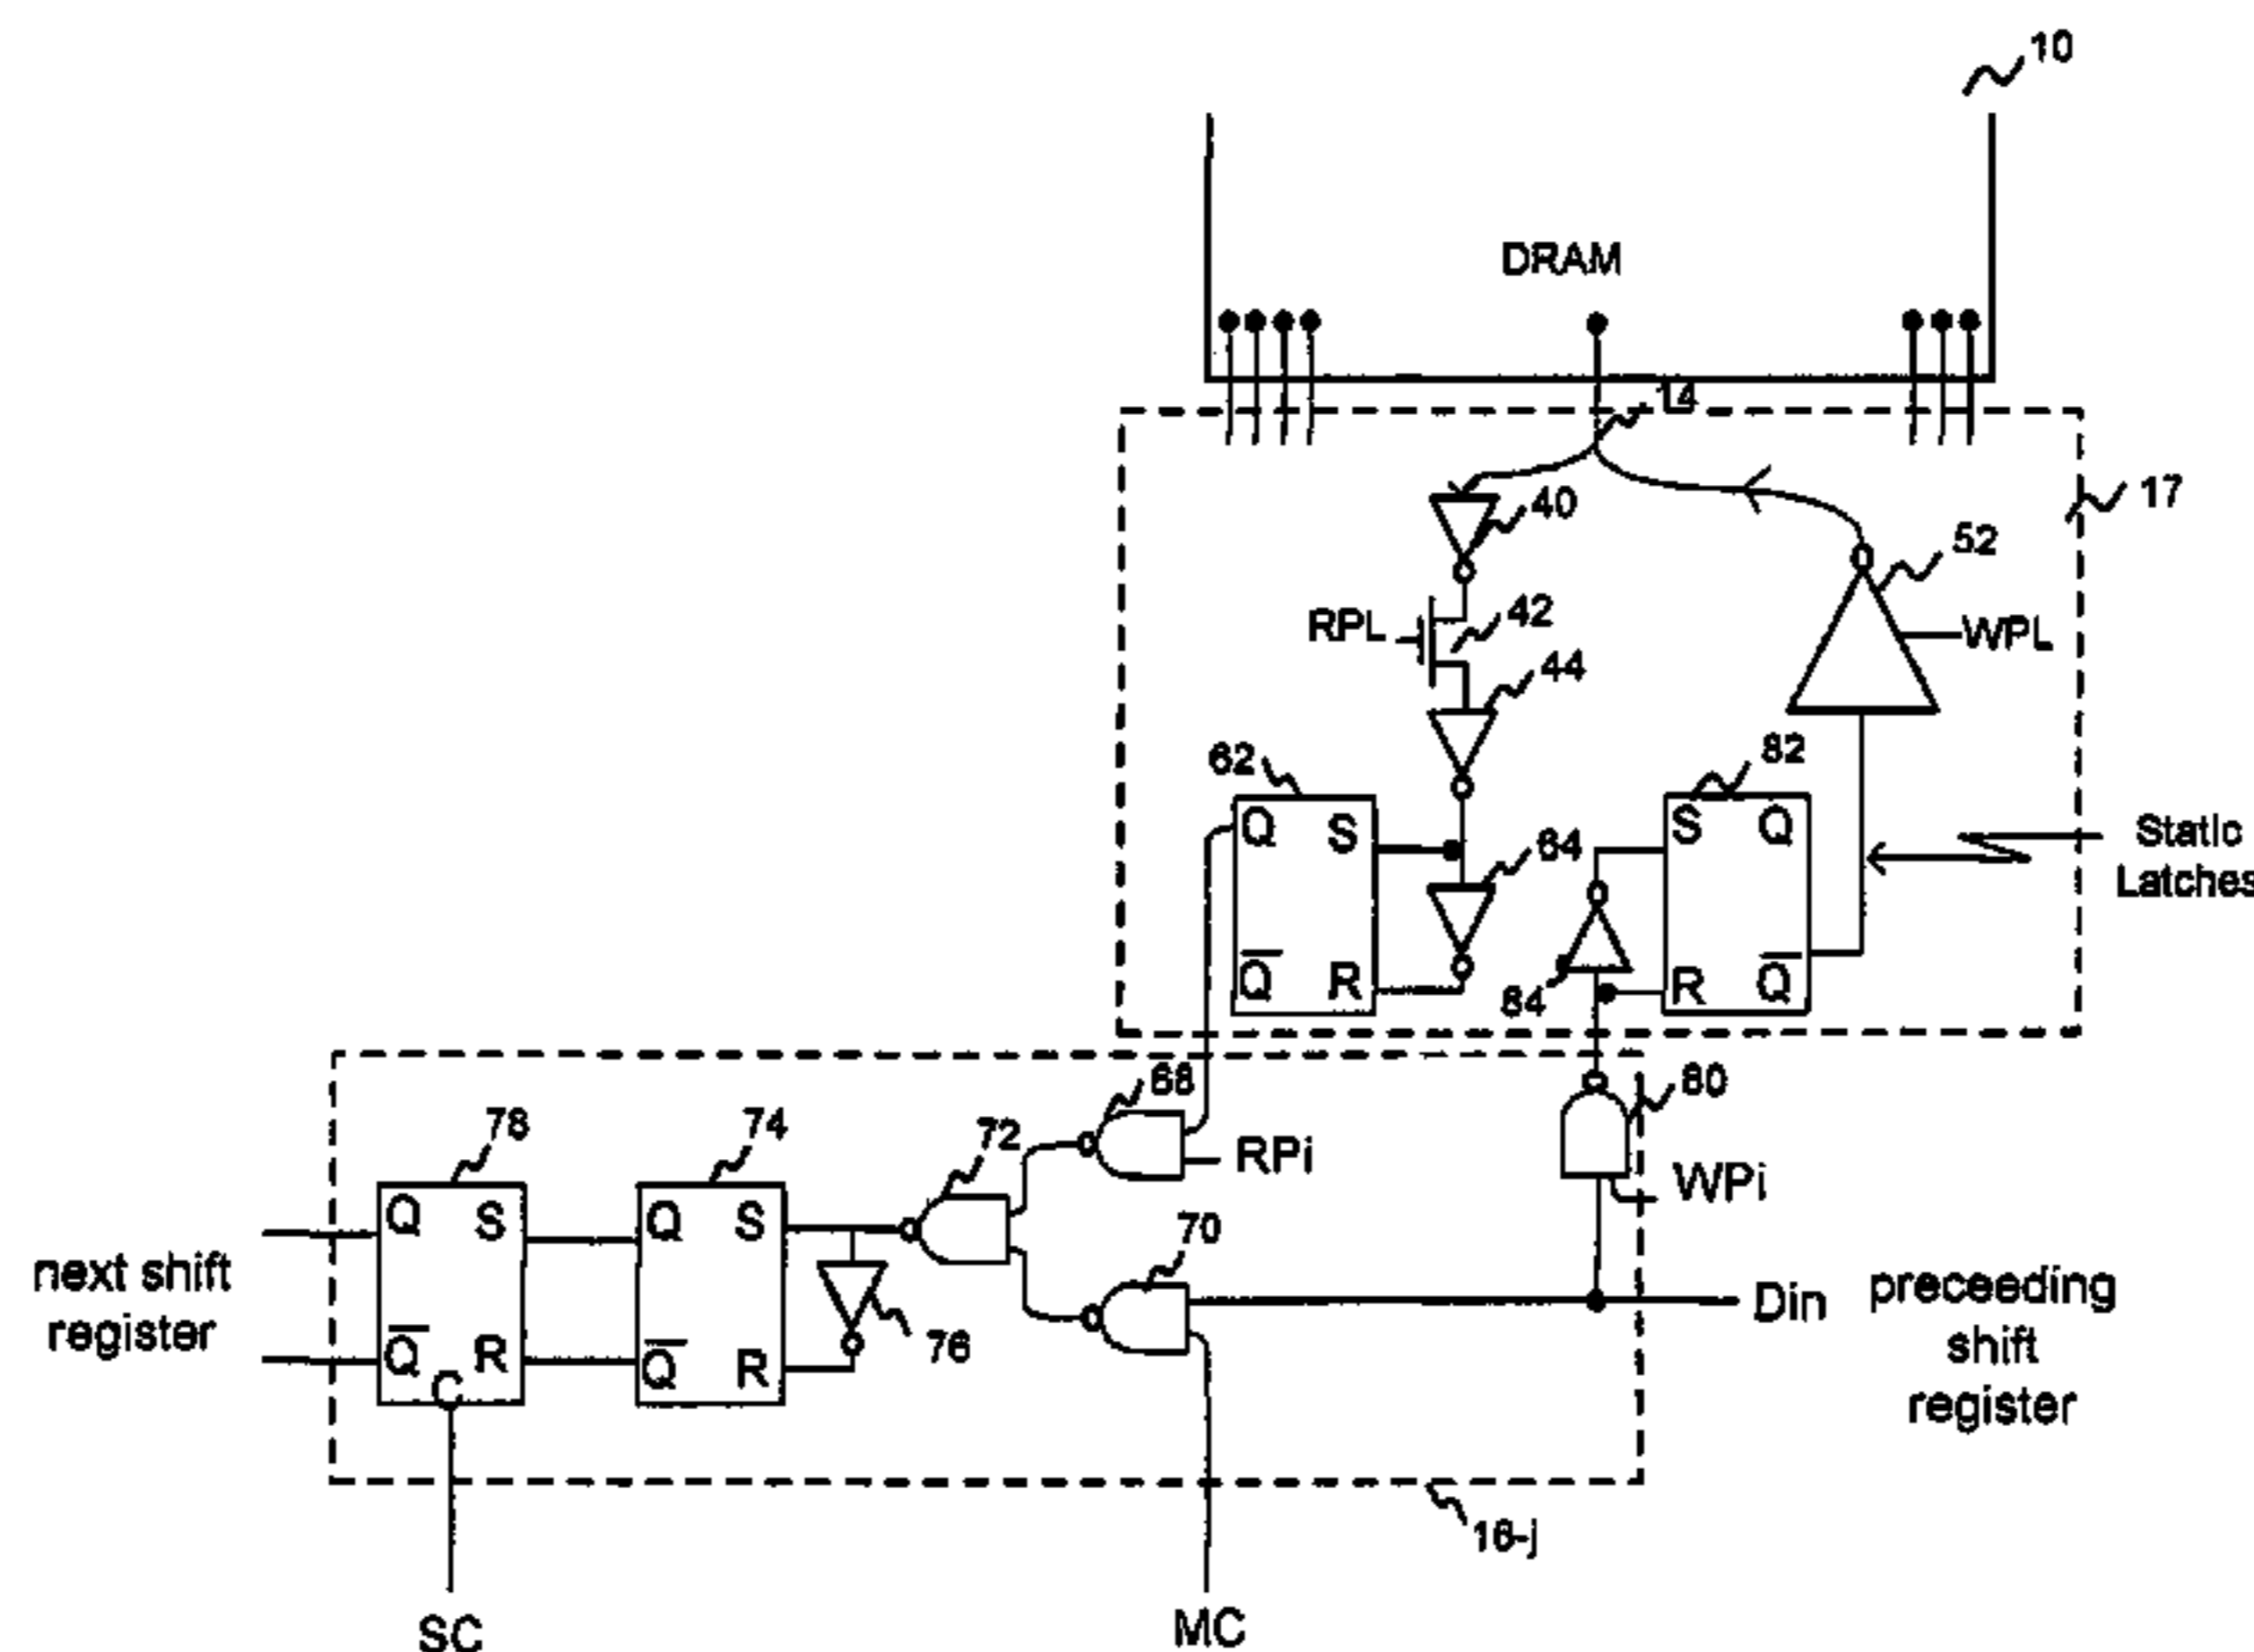 10
DRAM
14
17
40
52
RPL
42
WPL
44
62
82
Q
S
S
Q
64
Static
Latches
Q
R
R
Q
84
68
80
78
74
72
RPi
WPi
Q
S
Q
S
70
Din
preceeding
shift
register
next shift
register
Q
R
Q
R
76
C
16-j
SC
MC